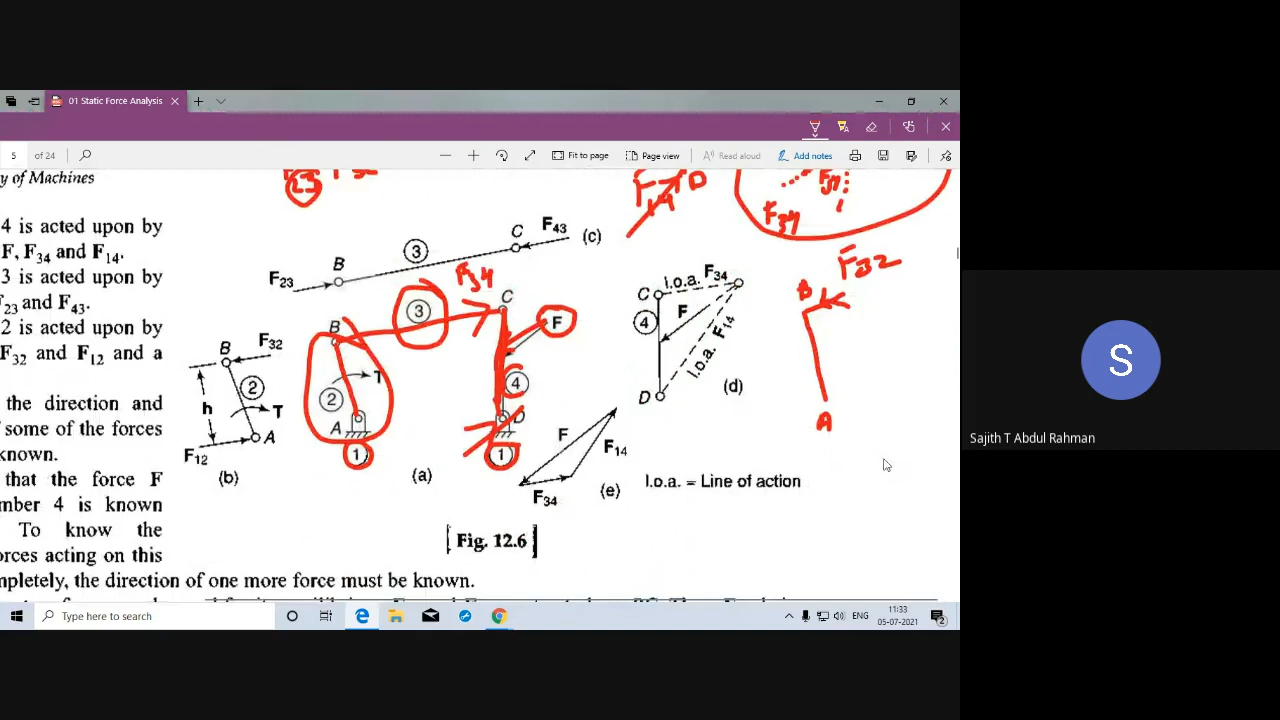 01 Static Force Analysis
5 of 24
Fit to page
Page view
Read aloud
Add notes
y of Machines
4 is acted upon by
F, F34 and F14.
3 is acted upon by
F23 and F43.
2 is acted upon by
F32 and F12 and a
the direction and
some of the forces
known.
that the force F
mber 4 is known
To know the
orces acting on this
mpletely, the direction of one more force must be known.
B
3
C
F43
(c)
F23
F34
B
F32
2
h
T
A
F12
(b)
B
3
C
F
T
2
4
A
D
1
1
(a)
C
l.o.a. F34
4
F
l.o.a. F14
D
(d)
F
F14
F34
(e)
l.o.a. = Line of action
Fig. 12.6
F14 D
F34
F34
F32
B
A
S
Sajith T Abdul Rahman
Type here to search
ENG
11:33
05-07-2021
2